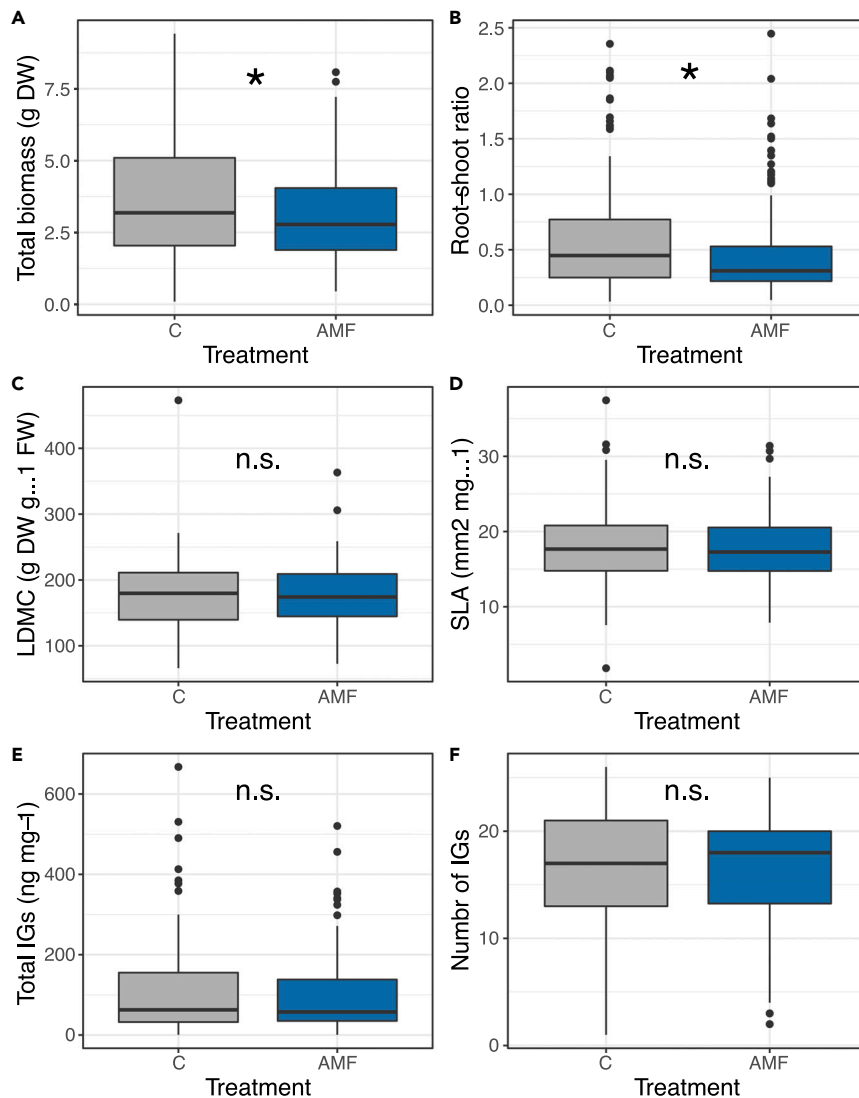 A
Total biomass (g DW)
7.5
5.0
2.5
0.0
*
C
AMF
Treatment
B
Root–shoot ratio
2.5
2.0
1.5
1.0
0.5
0.0
*
C
AMF
Treatment
C
LDMC (g DW g...1 FW)
400
300
200
100
n.s.
C
AMF
Treatment
D
SLA (mm2 mg...1)
30
20
10
n.s.
C
AMF
Treatment
E
Total IGs (ng mg–1)
600
400
200
0
n.s.
C
AMF
Treatment
F
Numbr of IGs
20
10
0
n.s.
C
AMF
Treatment